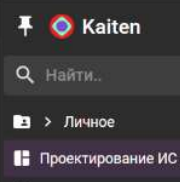 Kaiten
Найти..
> Личное
Проектирование ИС